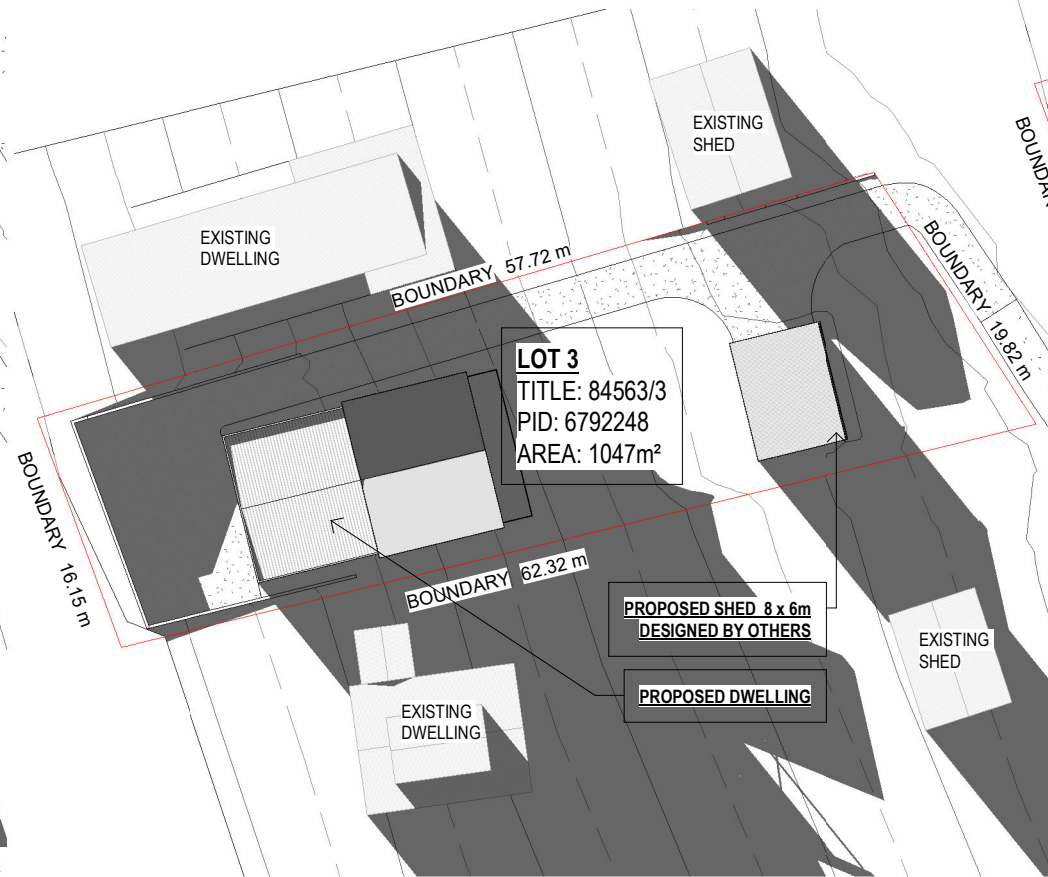 EXISTING
SHED
BOUNDAR
EXISTING
DWELLING
BOUNDARY 57.72 m
BOUNDARY 19.82 m
LOT 3
TITLE: 84563/3
PID: 6792248
AREA: 1047m²
BOUNDARY 16.15 m
BOUNDARY 62.32 m
PROPOSED SHED 8 x 6m
DESIGNED BY OTHERS
EXISTING
SHED
PROPOSED DWELLING
EXISTING
DWELLING